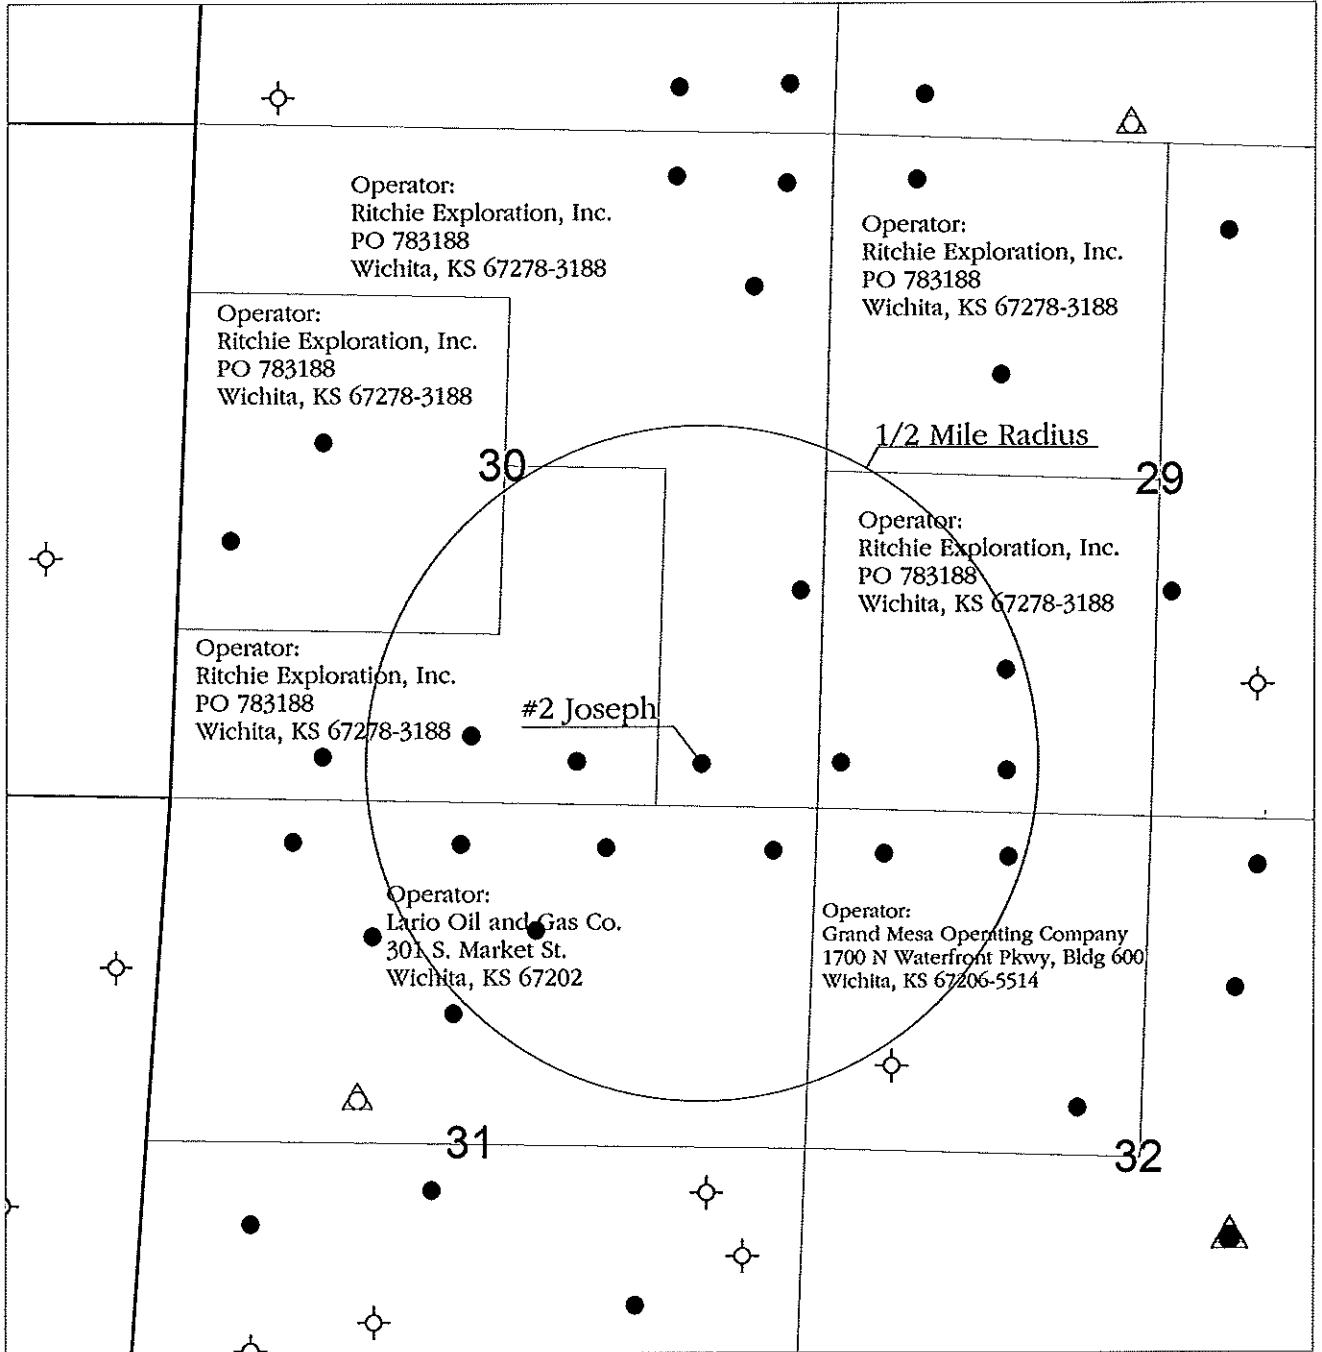 Operator:
Ritchie Exploration, Inc.
PO 783188
Wichita, KS 67278-3188
Operator:
Ritchie Exploration, Inc.
PO 783188
Wichita, KS 67278-3188
Operator:
Ritchie Exploration, Inc.
PO 783188
Wichita, KS 67278-3188
1/2 Mile Radius
30
29
Operator:
Ritchie Exploration, Inc.
PO 783188
Wichita, KS 67278-3188
Operator:
Ritchie Exploration, Inc.
PO 783188
Wichita, KS 67278-3188
#2 Joseph
Operator:
Lario Oil and Gas Co.
301 S. Market St.
Wichita, KS 67202
Operator:
Grand Mesa Operating Company
1700 N Waterfront Pkwy, Bldg 600
Wichita, KS 67206-5514
31
32